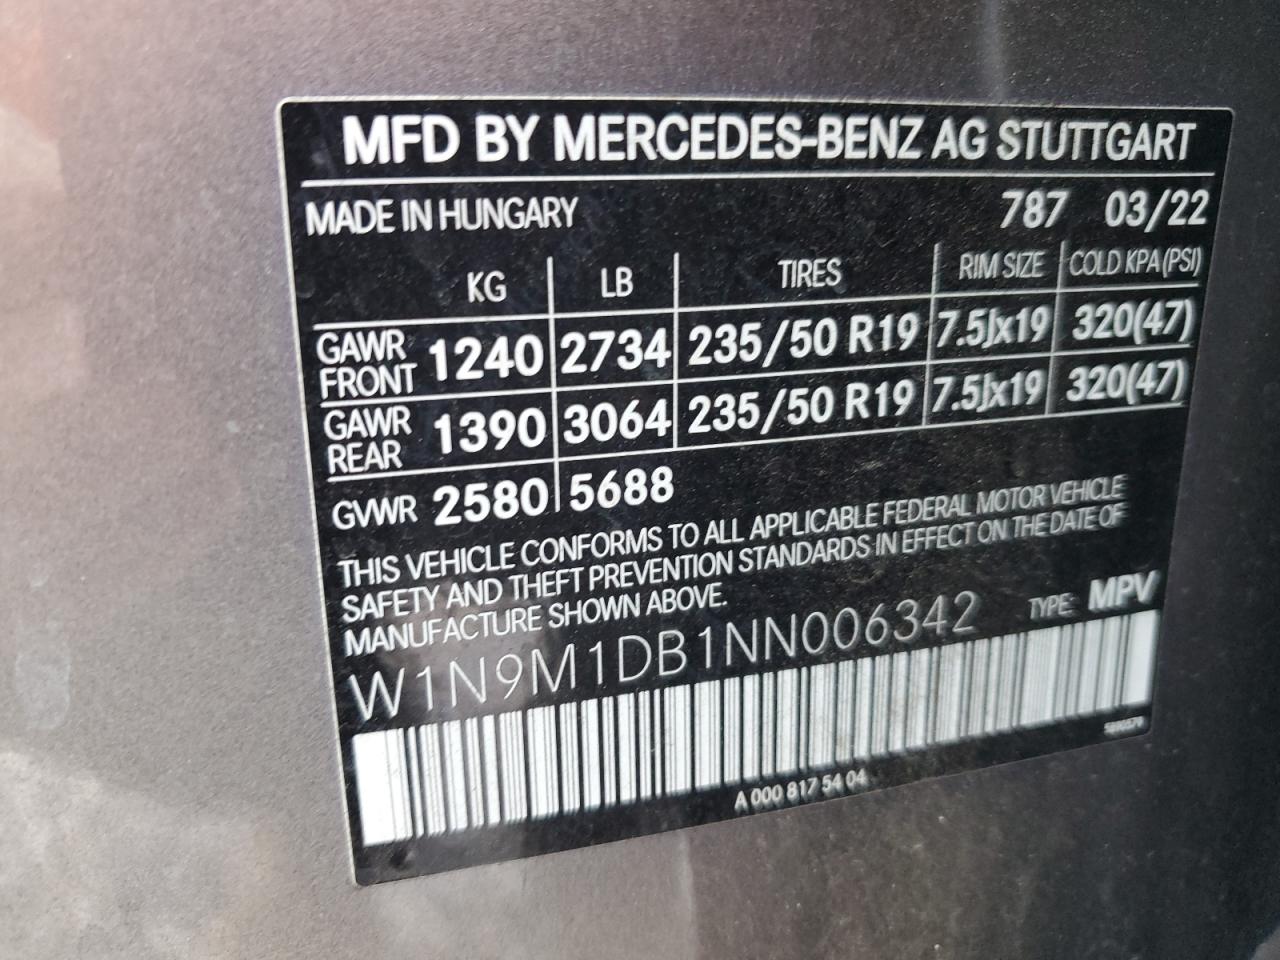 MFD BY MERCEDES-BENZ AG STUTTGART
MADE IN HUNGARY 787 03/22
KG LB TIRES RIM SIZE COLD KPA (PSI)
GAWR FRONT 1240 2734 235/50 R19 7.5Jx19 320(47)
GAWR REAR 1390 3064 235/50 R19 7.5Jx19 320(47)
GVWR 2580 5688
THIS VEHICLE CONFORMS TO ALL APPLICABLE FEDERAL MOTOR VEHICLE
SAFETY AND THEFT PREVENTION STANDARDS IN EFFECT ON THE DATE OF
MANUFACTURE SHOWN ABOVE.
W1N9M1DB1NN006342 TYPE: MPV
A 000 817 54 04